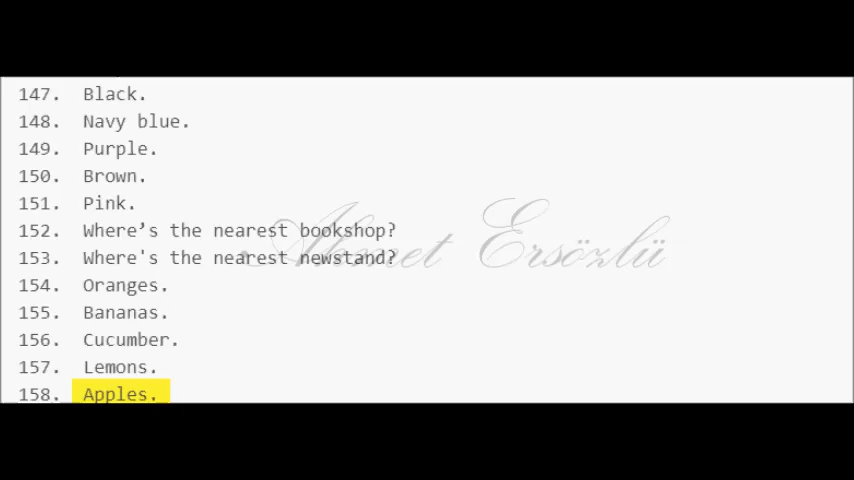 147. Black.
148. Navy blue.
149. Purple.
150. Brown.
151. Pink.
152. Where’s the nearest bookshop?
153. Where's the nearest newstand?
154. Oranges.
155. Bananas.
156. Cucumber.
157. Lemons.
158. Apples.
Ahmet Ersözlü